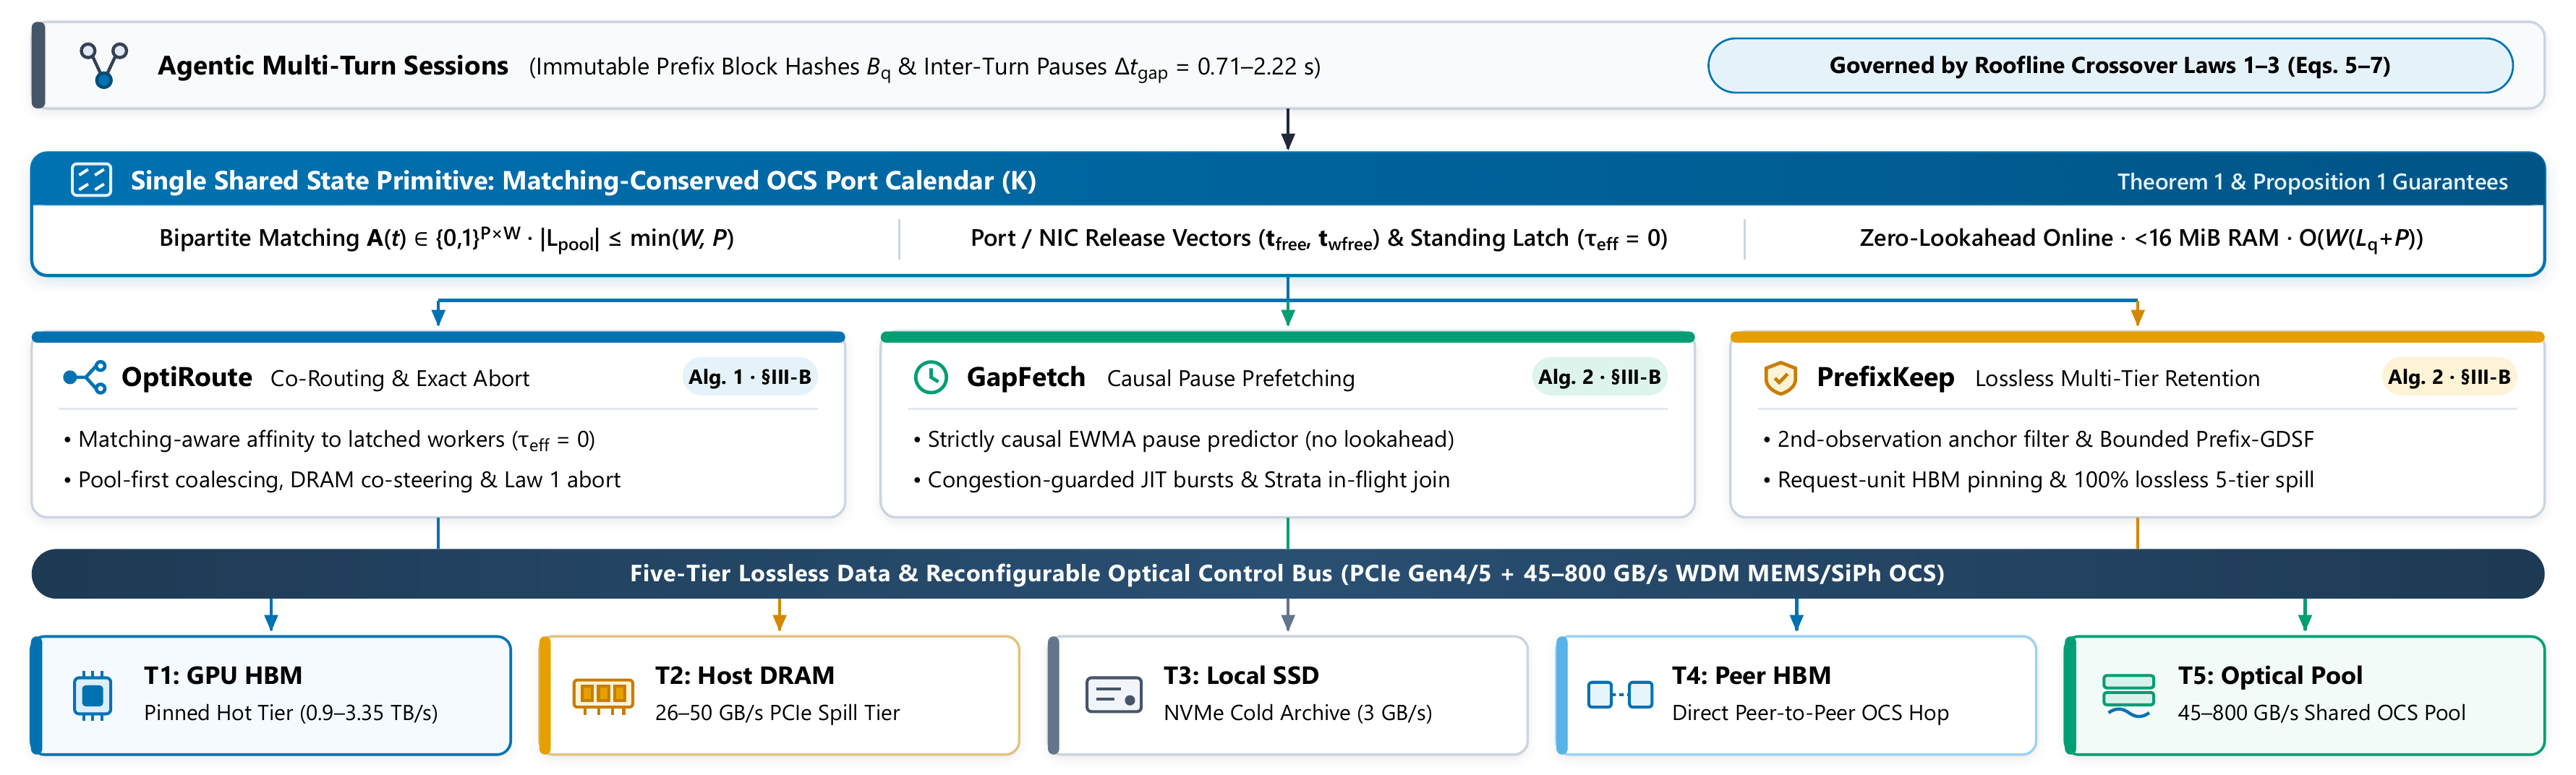 Agentic Multi-Turn Sessions (Immutable Prefix Block Hashes Bq & Inter-Turn Pauses Δtgap = 0.71–2.22 s)
Governed by Roofline Crossover Laws 1–3 (Eqs. 5–7)
Single Shared State Primitive: Matching-Conserved OCS Port Calendar (K)
Theorem 1 & Proposition 1 Guarantees
Bipartite Matching A(t) ∈ {0,1}P×W · |Lpool| ≤ min(W, P)
Port / NIC Release Vectors (tfree, twfree) & Standing Latch (τeff = 0)
Zero-Lookahead Online · <16 MiB RAM · O(W(Lq+P))
OptiRoute Co-Routing & Exact Abort
Alg. 1 · §III-B
• Matching-aware affinity to latched workers (τeff = 0)
• Pool-first coalescing, DRAM co-steering & Law 1 abort
GapFetch Causal Pause Prefetching
Alg. 2 · §III-B
• Strictly causal EWMA pause predictor (no lookahead)
• Congestion-guarded JIT bursts & Strata in-flight join
PrefixKeep Lossless Multi-Tier Retention
Alg. 2 · §III-B
• 2nd-observation anchor filter & Bounded Prefix-GDSF
• Request-unit HBM pinning & 100% lossless 5-tier spill
Five-Tier Lossless Data & Reconfigurable Optical Control Bus (PCIe Gen4/5 + 45–800 GB/s WDM MEMS/SiPh OCS)
T1: GPU HBM
Pinned Hot Tier (0.9–3.35 TB/s)
T2: Host DRAM
26–50 GB/s PCIe Spill Tier
T3: Local SSD
NVMe Cold Archive (3 GB/s)
T4: Peer HBM
Direct Peer-to-Peer OCS Hop
T5: Optical Pool
45–800 GB/s Shared OCS Pool